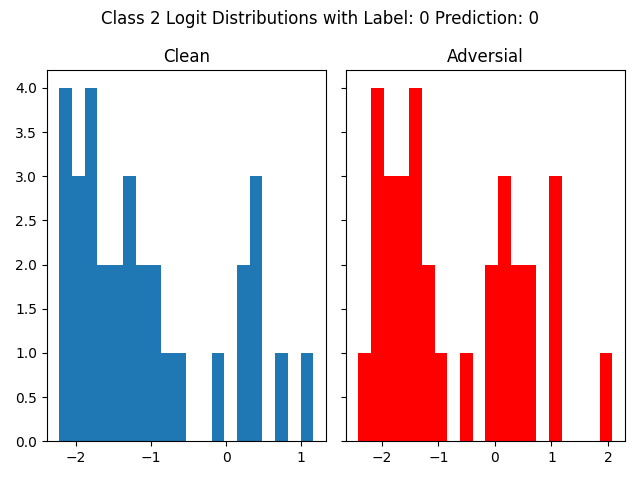 Class 2 Logit Distributions with Label: 0 Prediction: 0
Clean
Adversial
4.0
3.5
3.0
2.5
2.0
1.5
1.0
0.5
0.0
−2 −1 0 1
−2 −1 0 1 2